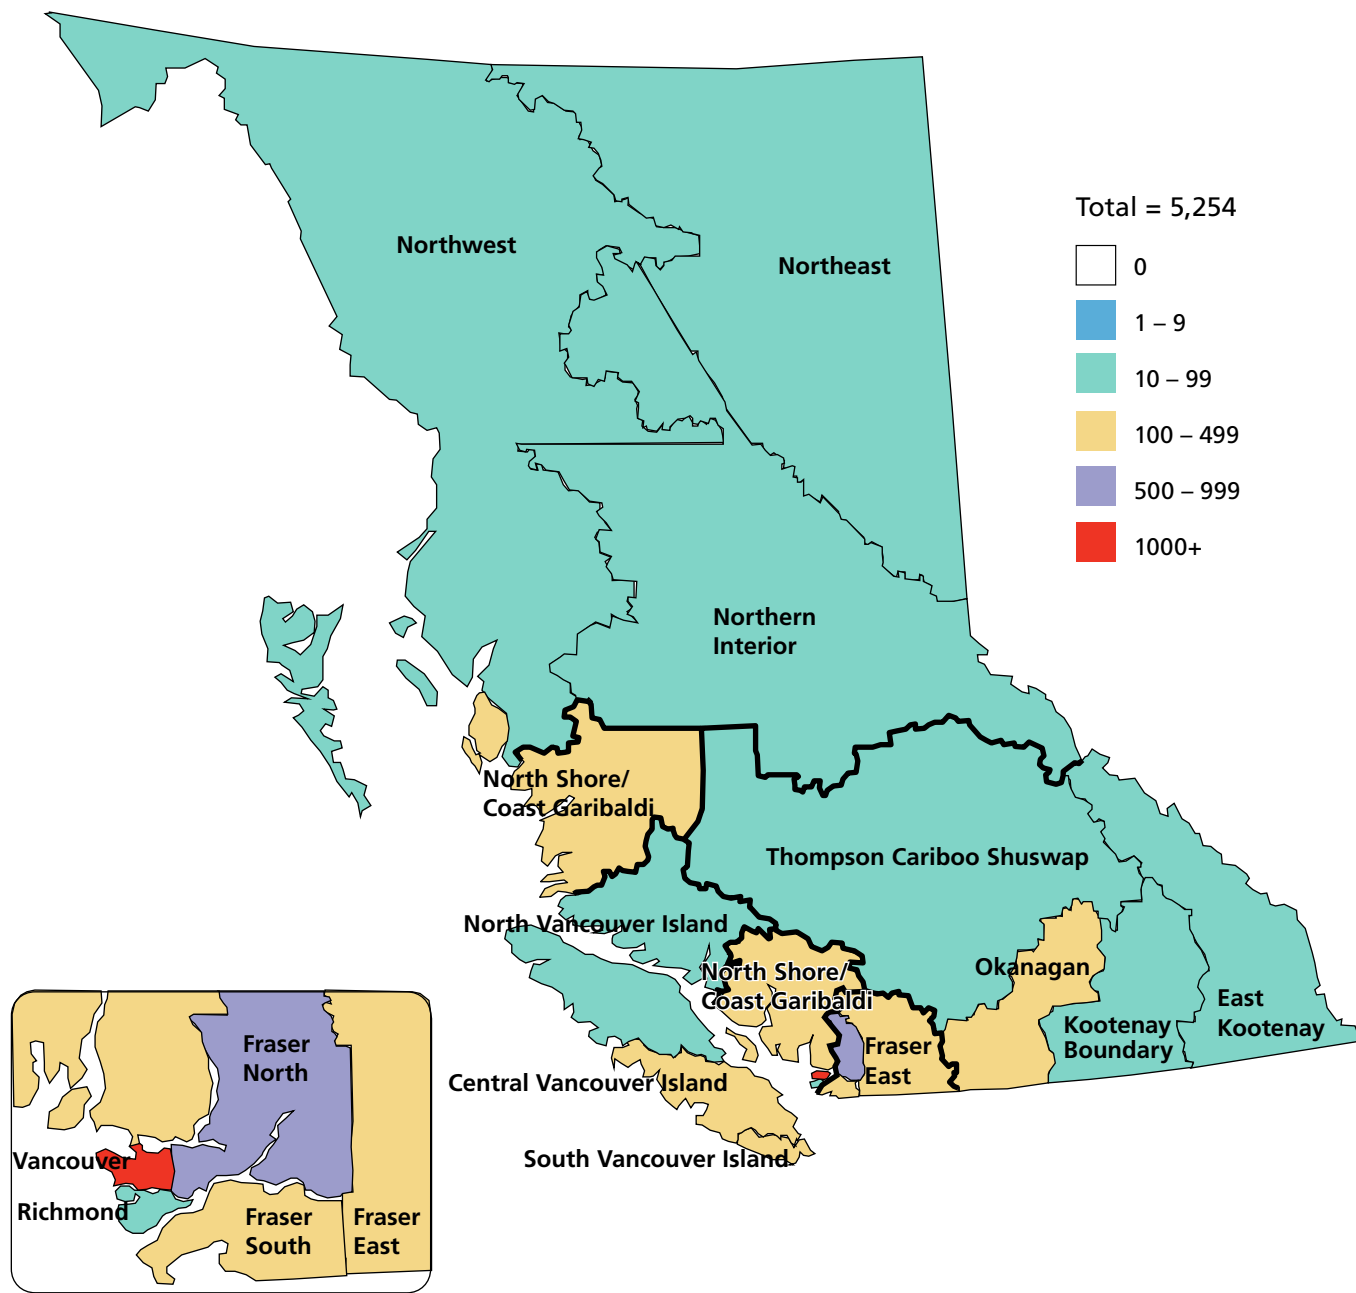 Northwest
Northeast
Total = 5,254
0
1 – 9
10 – 99
100 – 499
500 – 999
1000+
Northern
Interior
North Shore/
Coast Garibaldi
Thompson Cariboo Shuswap
North Vancouver Island
North Shore/
Coast Garibaldi
Okanagan
East
Kootenay
Kootenay
Boundary
Fraser
East
Central Vancouver Island
South Vancouver Island
Fraser
North
Vancouver
Richmond
Fraser
South
Fraser
East